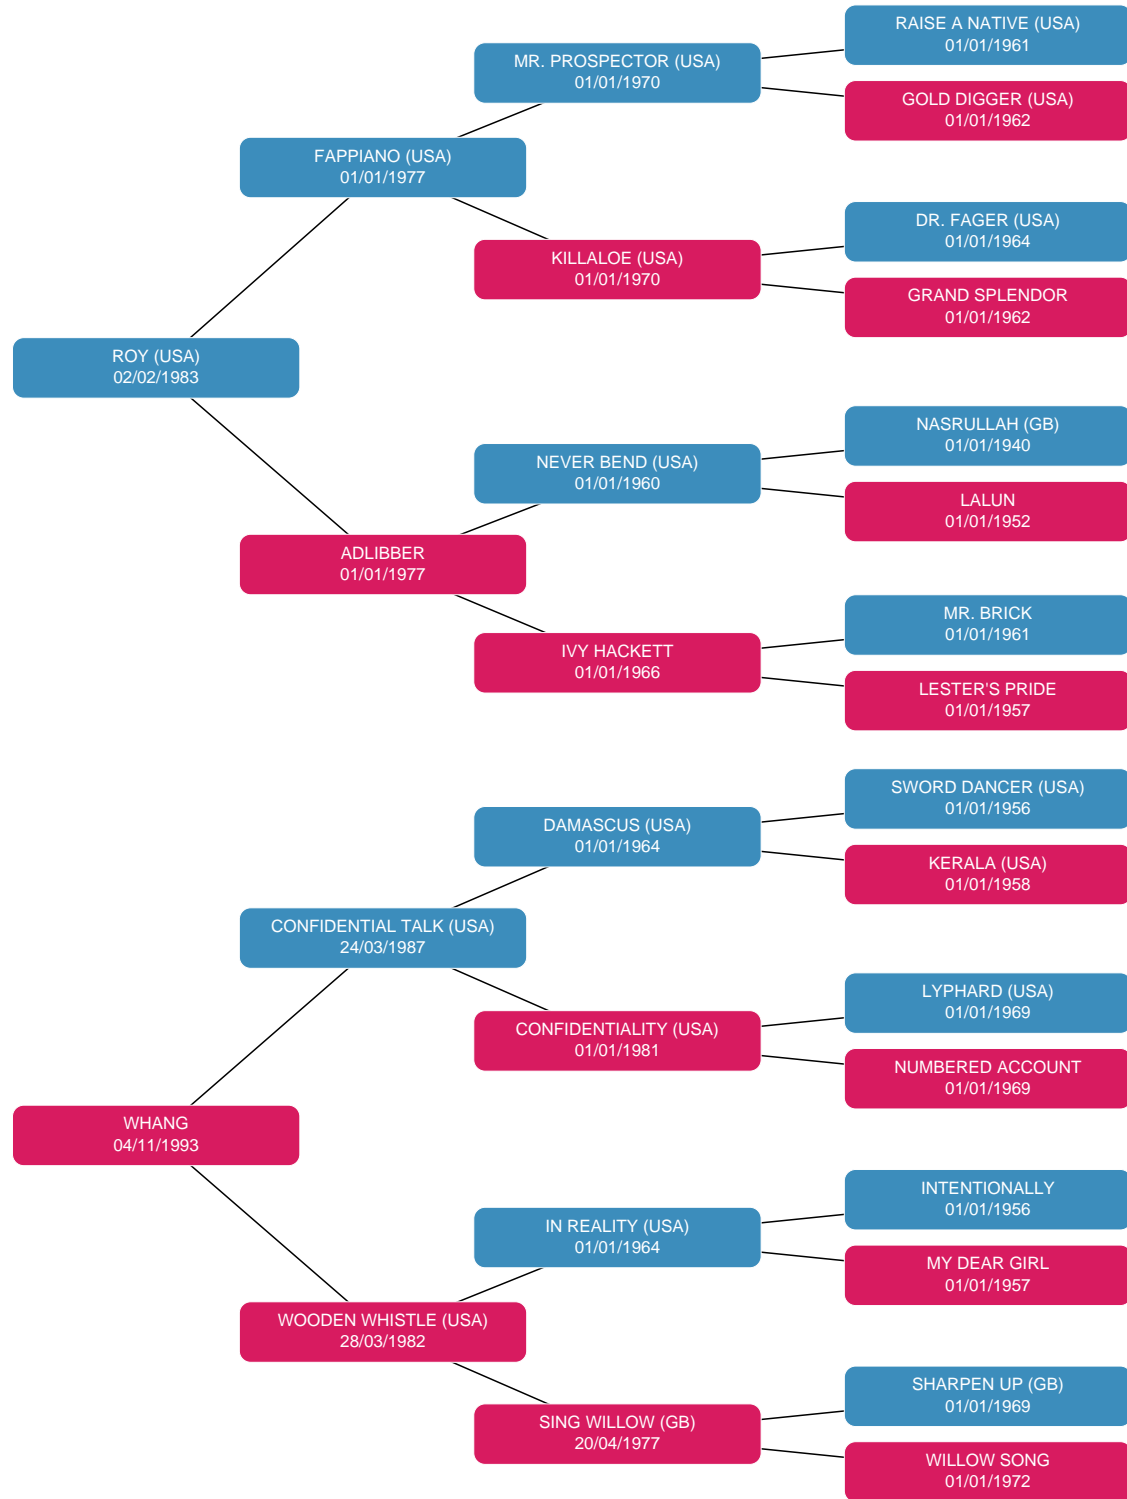 RAISE A NATIVE (USA)
01/01/1961
MR. PROSPECTOR (USA)
01/01/1970
GOLD DIGGER (USA)
01/01/1962
FAPPIANO (USA)
01/01/1977
DR. FAGER (USA)
01/01/1964
KILLALOE (USA)
01/01/1970
GRAND SPLENDOR
01/01/1962
ROY (USA)
02/02/1983
NASRULLAH (GB)
01/01/1940
NEVER BEND (USA)
01/01/1960
LALUN
01/01/1952
ADLIBBER
01/01/1977
MR. BRICK
01/01/1961
IVY HACKETT
01/01/1966
LESTER'S PRIDE
01/01/1957
SWORD DANCER (USA)
01/01/1956
DAMASCUS (USA)
01/01/1964
KERALA (USA)
01/01/1958
CONFIDENTIAL TALK (USA)
24/03/1987
LYPHARD (USA)
01/01/1969
CONFIDENTIALITY (USA)
01/01/1981
NUMBERED ACCOUNT
01/01/1969
WHANG
04/11/1993
INTENTIONALLY
01/01/1956
IN REALITY (USA)
01/01/1964
MY DEAR GIRL
01/01/1957
WOODEN WHISTLE (USA)
28/03/1982
SHARPEN UP (GB)
01/01/1969
SING WILLOW (GB)
20/04/1977
WILLOW SONG
01/01/1972